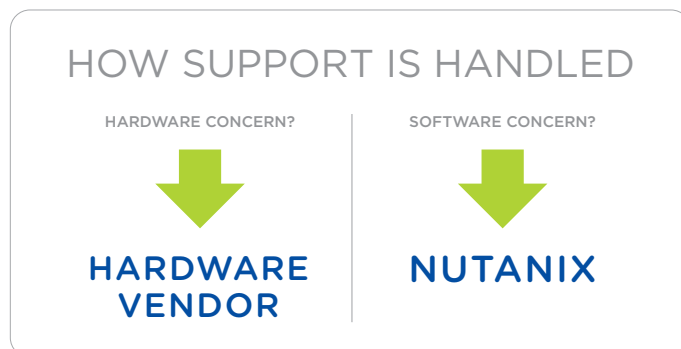 HOW SUPPORT IS HANDLED
HARDWARE CONCERN?
HARDWARE
VENDOR
SOFTWARE CONCERN?
NUTANIX